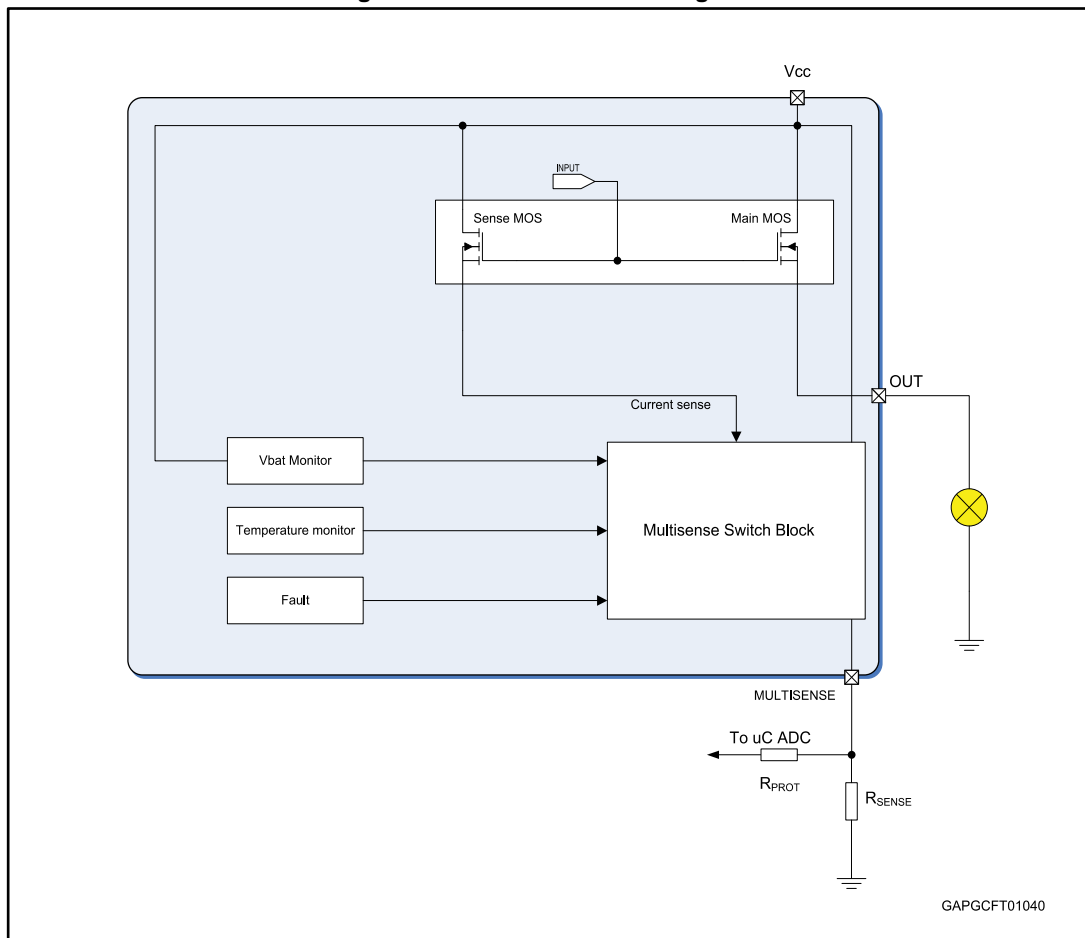 Vcc
INPUT
Sense MOS
Main MOS
OUT
Current sense
Vbat Monitor
Temperature monitor
Multisense Switch Block
Fault
MULTISENSE
To uC ADC
RPROT
RSENSE
GAPGCFT01040